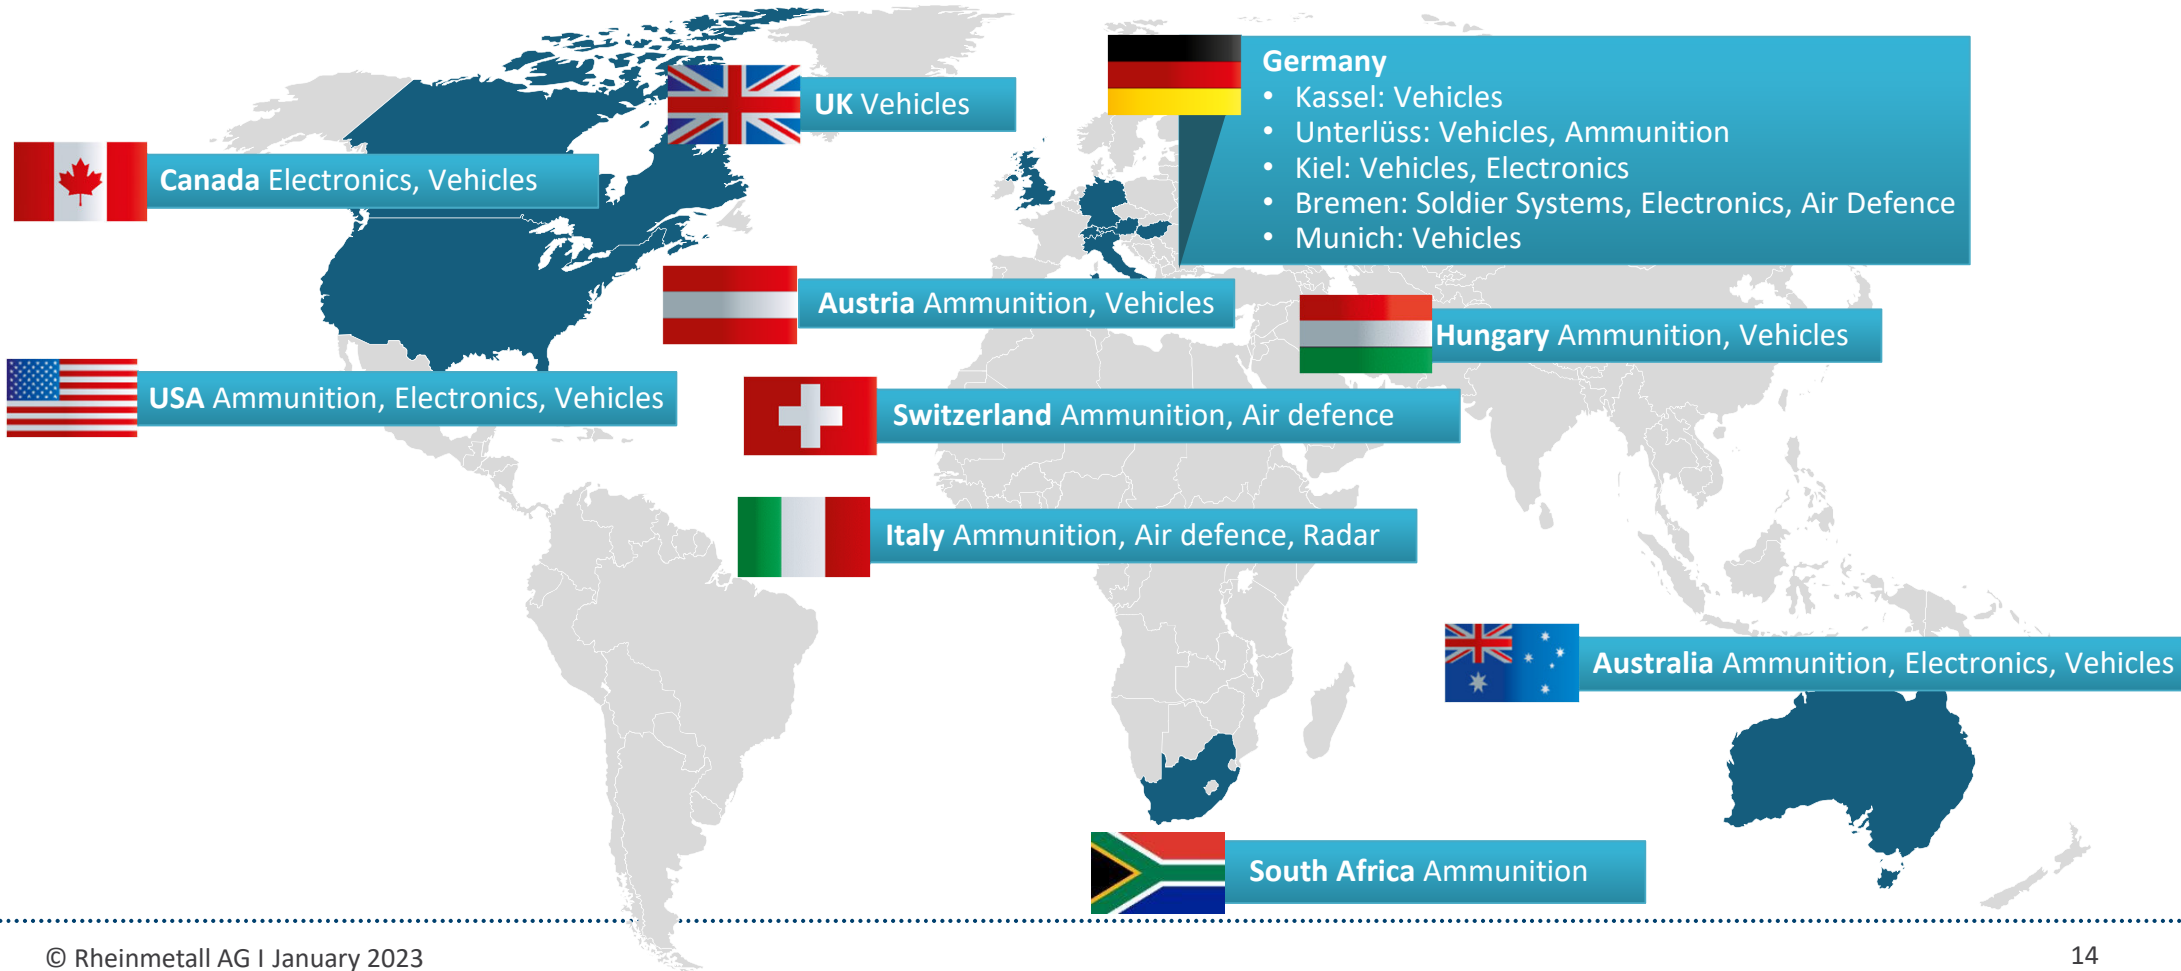 Germany
• Kassel: Vehicles
• Unterlüss: Vehicles, Ammunition
• Kiel: Vehicles, Electronics
• Bremen: Soldier Systems, Electronics, Air Defence
• Munich: Vehicles
UK Vehicles
Canada Electronics, Vehicles
Austria Ammunition, Vehicles
Hungary Ammunition, Vehicles
USA Ammunition, Electronics, Vehicles
Switzerland Ammunition, Air defence
Italy Ammunition, Air defence, Radar
Australia Ammunition, Electronics, Vehicles
South Africa Ammunition
© Rheinmetall AG I January 2023
14